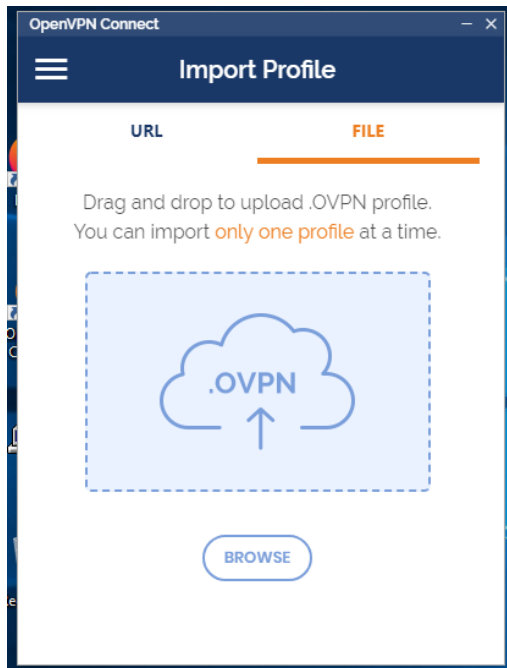 OpenVPN Connect
Import Profile
URL
FILE
Drag and drop to upload .OVPN profile.
You can import only one profile at a time.
.OVPN
BROWSE